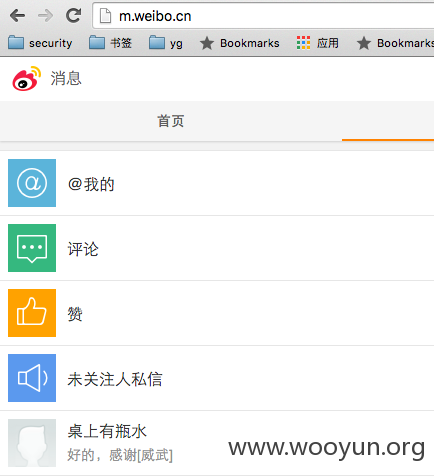 m.weibo.cn
security 书签 yg Bookmarks 应用 Bookmarks
消息
首页
@我的
评论
赞
未关注人私信
桌上有瓶水
好的，感谢[威武]
www.wooyun.org